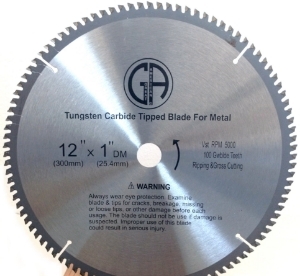 GA
Tungsten Carbide Tipped Blade For Metal
12" x 1" DM
(300mm) (25.4mm)
RPM 5000
100 Carbide Teeth
Ripping &Gross Cutting
⚠ WARNING
Always wear eye protection. Examine
blade & tips for cracks, breakage, missing
or loose tips, or other damage before each
usage. The blade should not be use if damage is
suspected. Improper use of this blade
could result in serious injury.